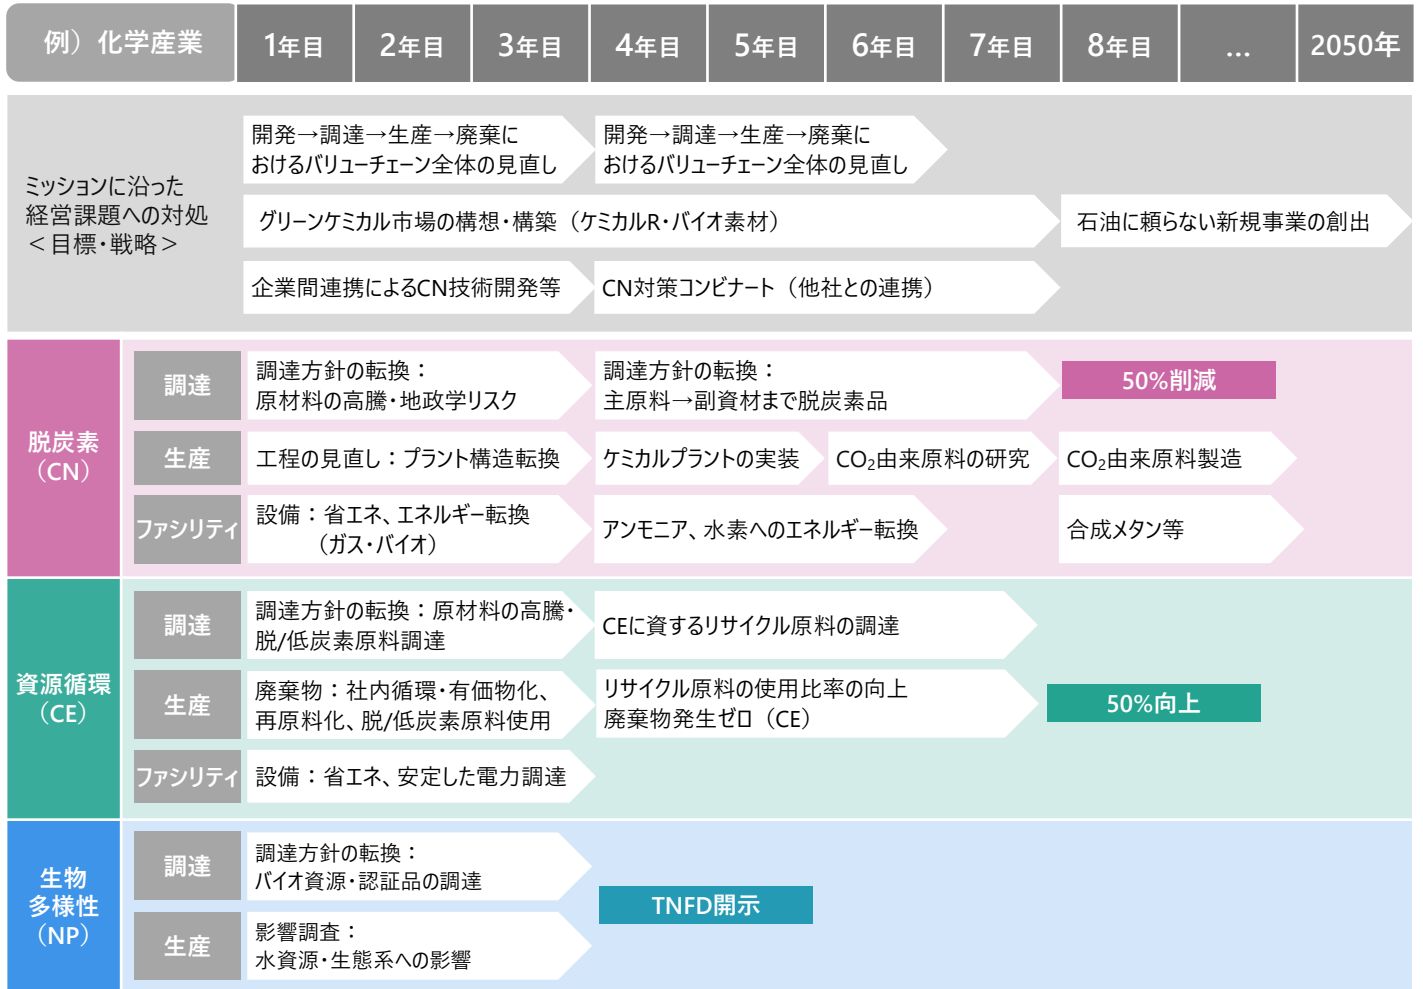 例）化学産業
1年目
2年目
3年目
4年目
5年目
6年目
7年目
8年目
…
2050年
ミッションに沿った
経営課題への対処
＜目標・戦略＞
開発→調達→生産→廃棄に
おけるバリューチェーン全体の見直し
開発→調達→生産→廃棄に
おけるバリューチェーン全体の見直し
グリーンケミカル市場の構想・構築（ケミカルR・バイオ素材）
石油に頼らない新規事業の創出
企業間連携によるCN技術開発等
CN対策コンビナート（他社との連携）
脱炭素
（CN）
調達
調達方針の転換：
原材料の高騰・地政学リスク
調達方針の転換：
主原料→副資材まで脱炭素品
50%削減
生産
工程の見直し：プラント構造転換
ケミカルプラントの実装
CO₂由来原料の研究
CO₂由来原料製造
ファシリティ
設備：省エネ、エネルギー転換
（ガス・バイオ）
アンモニア、水素へのエネルギー転換
合成メタン等
資源循環
（CE）
調達
調達方針の転換：原材料の高騰・
脱/低炭素原料調達
CEに資するリサイクル原料の調達
生産
廃棄物：社内循環・有価物化、
再原料化、脱/低炭素原料使用
リサイクル原料の使用比率の向上
廃棄物発生ゼロ（CE）
50%向上
ファシリティ
設備：省エネ、安定した電力調達
生物
多様性
（NP）
調達
調達方針の転換：
バイオ資源・認証品の調達
TNFD開示
生産
影響調査：
水資源・生態系への影響